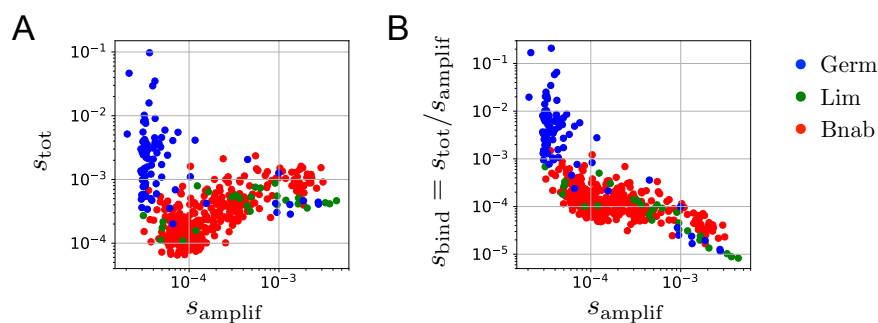 A
s_tot
10^-1
10^-2
10^-3
10^-4
10^-4
10^-3
s_amplif
B
s_bind = s_tot/s_amplif
10^-1
10^-2
10^-3
10^-4
10^-5
10^-4
10^-3
s_amplif
Germ
Lim
Bnab